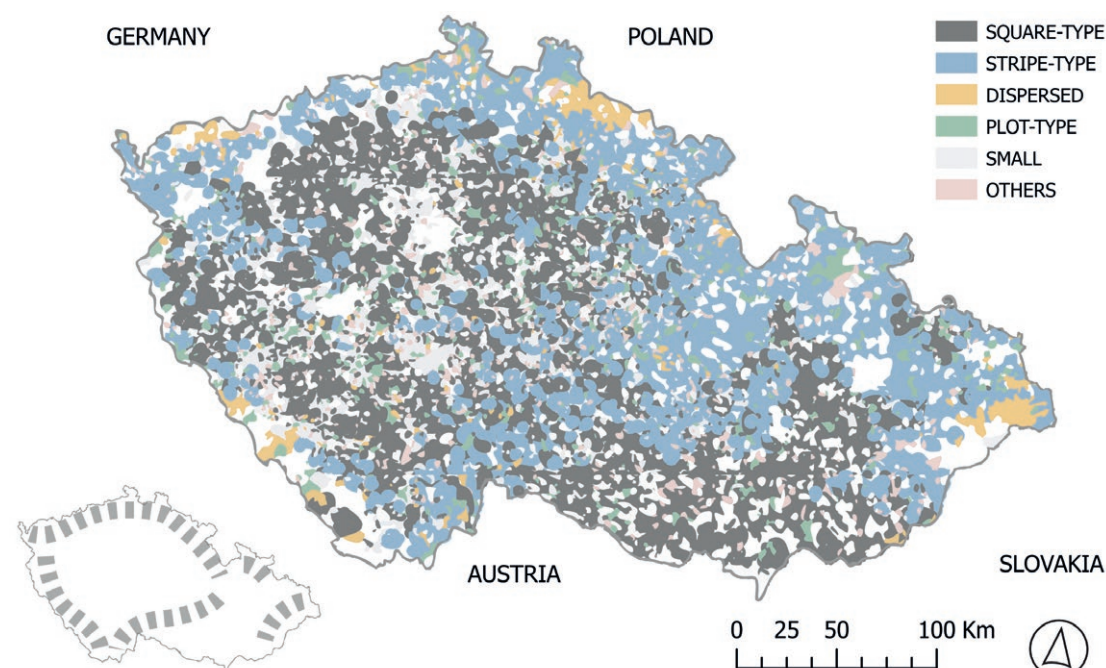 GERMANY
POLAND
SQUARE-TYPE
STRIPE-TYPE
DISPERSED
PLOT-TYPE
SMALL
OTHERS
AUSTRIA
SLOVAKIA
0 25 50 100 Km